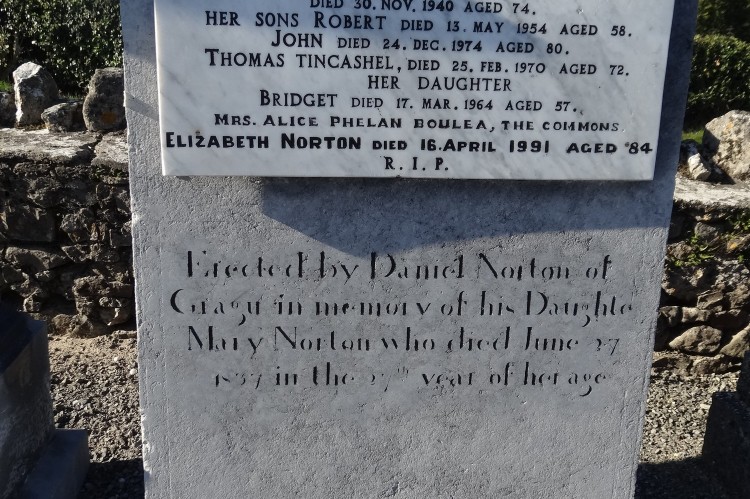 DIED 30. NOV. 1940 AGED 74.
HER SONS ROBERT DIED 13. MAY 1954 AGED 58.
JOHN DIED 24. DEC. 1974 AGED 80.
THOMAS TINCASHEL, DIED 25. FEB. 1970 AGED 72.
HER DAUGHTER
BRIDGET DIED 17. MAR. 1964 AGED 57.
MRS. ALICE PHELAN BOULEA, THE COMMONS.
ELIZABETH NORTON DIED 16. APRIL 1991 AGED 84
R. I. P.
Erected by Daniel Norton of
Gragu in memory of his Daughte
Mary Norton who died June 27
1837 in the 27th year of her age